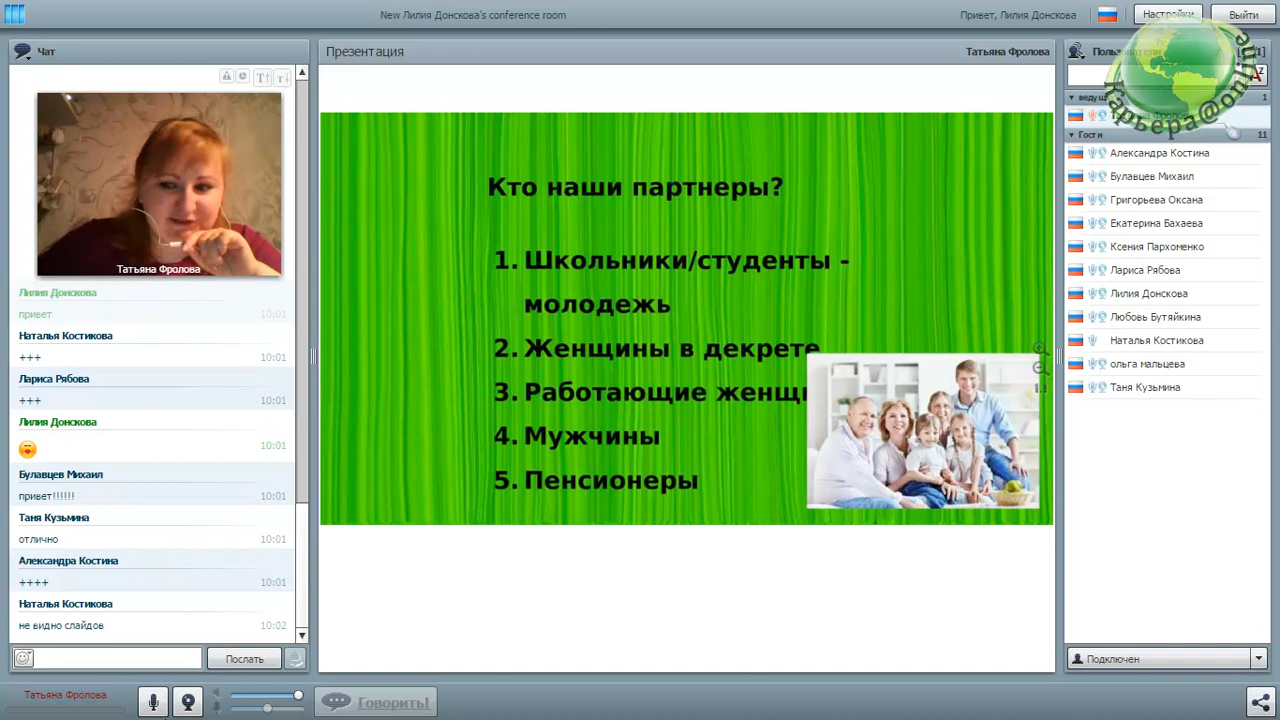 New Лилия Донскова's conference room
Привет, Лилия Донскова
Настройки
Выйти
Чат
Татьяна Фролова
Лилия Донскова
привет 10:01
Наталья Костикова
+++ 10:01
Лариса Рябова
+++ 10:01
Лилия Донскова
10:01
Булавцев Михаил
привет!!!!!! 10:01
Таня Кузьмина
отлично 10:01
Александра Костина
++++ 10:01
Наталья Костикова
не видно слайдов 10:02
Послать
Татьяна Фролова
Говорить!
Презентация
Татьяна Фролова
Кто наши партнеры?
1. Школьники/студенты -
молодежь
2. Женщины в декрете
3. Работающие
4. Мужчины
5. Пенсионеры
1:1
Карьера@online
1
Гости 11
Александра Костина
Булавцев Михаил
Григорьева Оксана
Екатерина Бахаева
Ксения Пархоменко
Лариса Рябова
Лилия Донскова
Любовь Бутяйкина
Наталья Костикова
ольга мальцева
Таня Кузьмина
Подключен